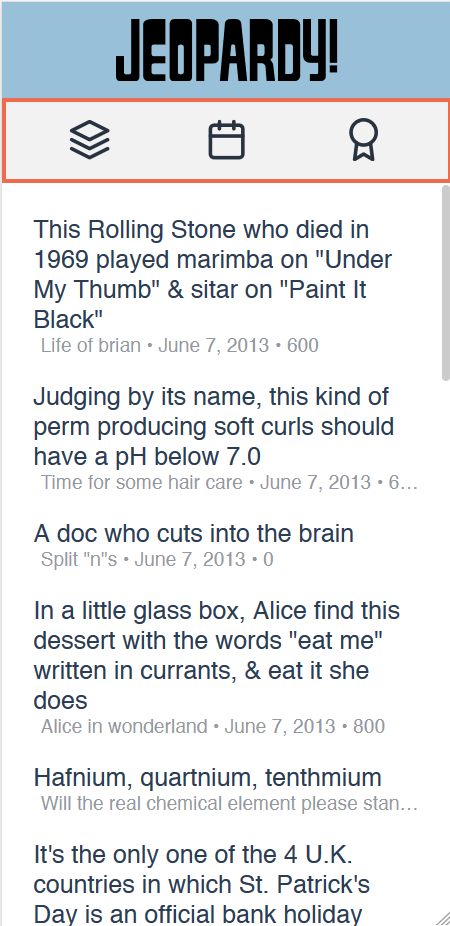 JEOPARDY!
This Rolling Stone who died in
1969 played marimba on "Under
My Thumb" & sitar on "Paint It
Black"
Life of brian • June 7, 2013 • 600
Judging by its name, this kind of
perm producing soft curls should
have a pH below 7.0
Time for some hair care • June 7, 2013 • 6…
A doc who cuts into the brain
Split "n"s • June 7, 2013 • 0
In a little glass box, Alice find this
dessert with the words "eat me"
written in currants, & eat it she
does
Alice in wonderland • June 7, 2013 • 800
Hafnium, quartnium, tenthmium
Will the real chemical element please stan…
It's the only one of the 4 U.K.
countries in which St. Patrick's
Day is an official bank holiday